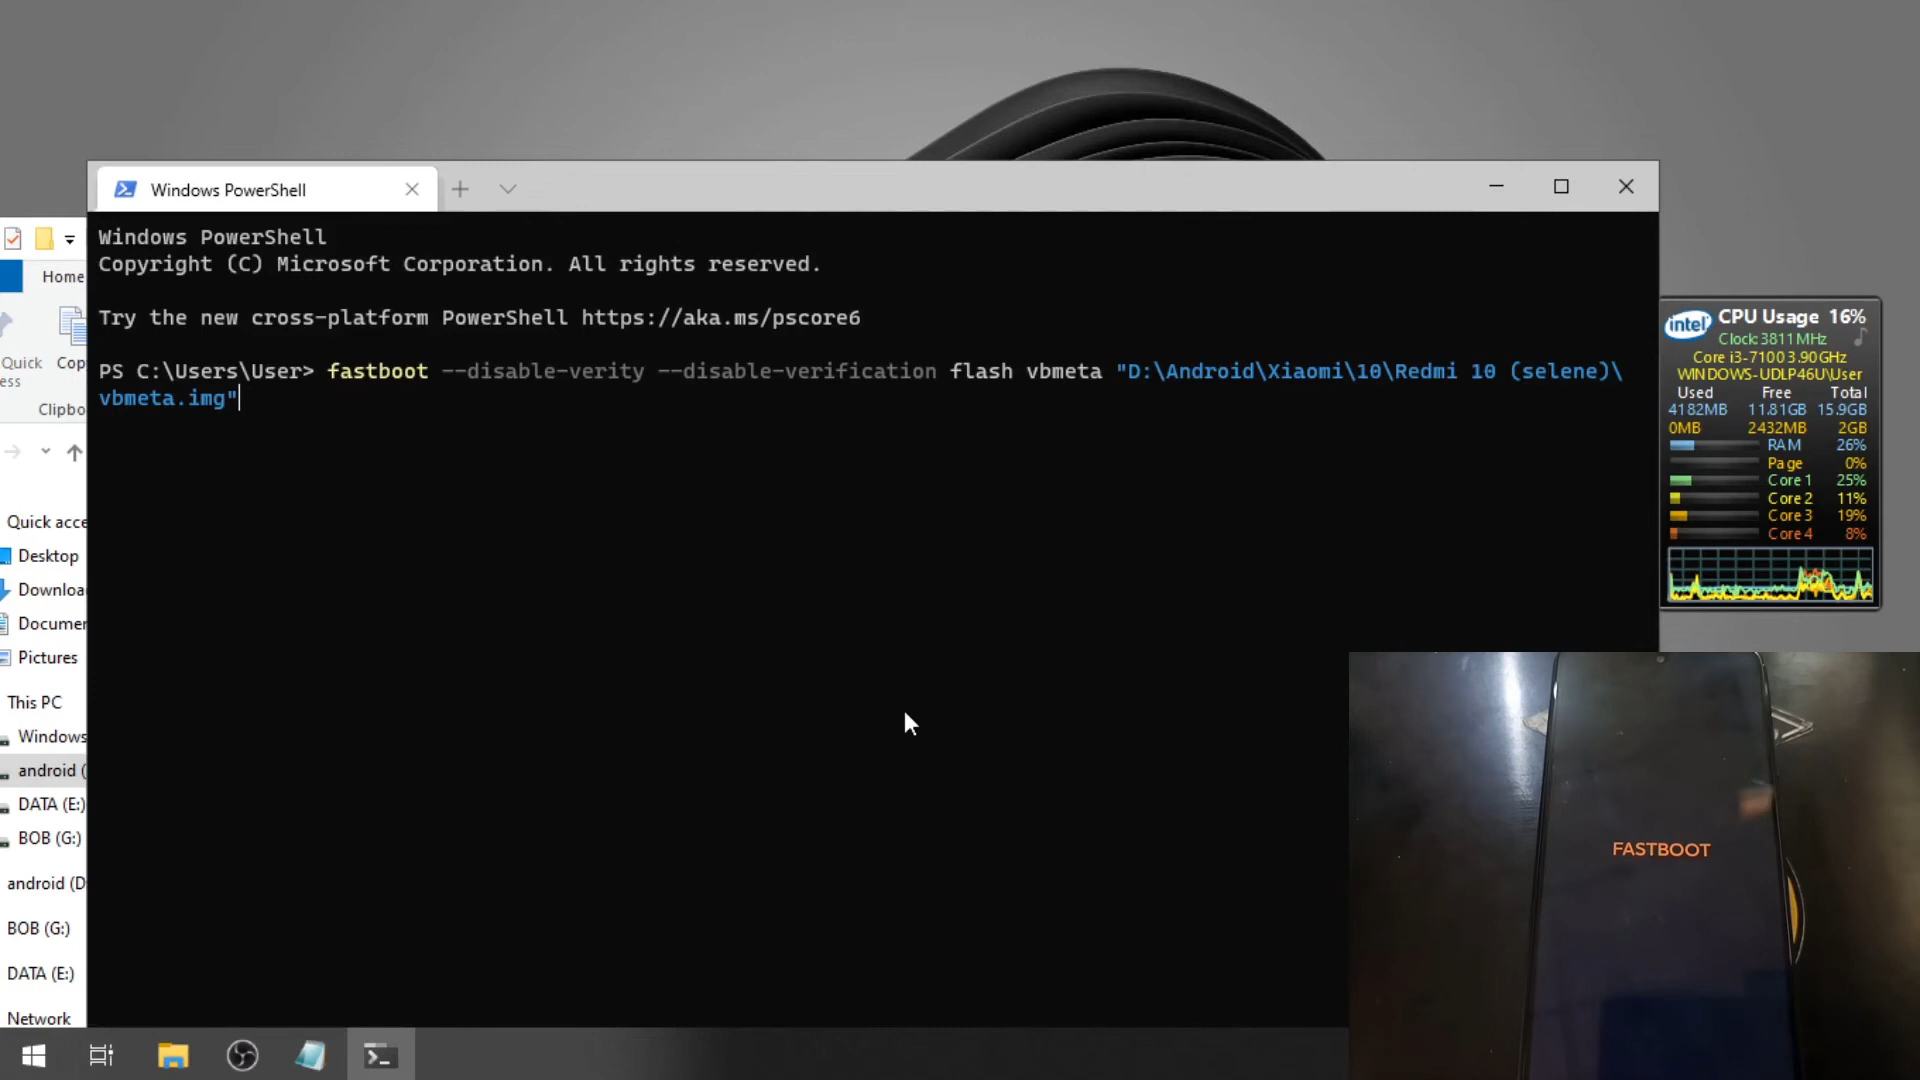 Windows PowerShell
Windows PowerShell
Copyright (C) Microsoft Corporation. All rights reserved.
Try the new cross-platform PowerShell https://aka.ms/pscore6
PS C:\Users\User> fastboot --disable-verity --disable-verification flash vbmeta "D:\Android\Xiaomi\10\Redmi 10 (selene)\
vbmeta.img"
Home
Quick
Cop
ess
Clipbo
Quick acce
Desktop
Downloa
Documen
Pictures
This PC
Windows
android (
DATA (E:)
BOB (G:)
android (D
BOB (G:)
DATA (E:)
Network
intel
CPU Usage 16%
Clock: 3811MHz
Core i3-7100 3.90GHz
WINDOWS-UDLP46U\User
Used Free Total
4182MB 11.81GB 15.9GB
0MB 2432MB 2GB
RAM 26%
Page 0%
Core 1 25%
Core 2 11%
Core 3 19%
Core 4 8%
FASTBOOT